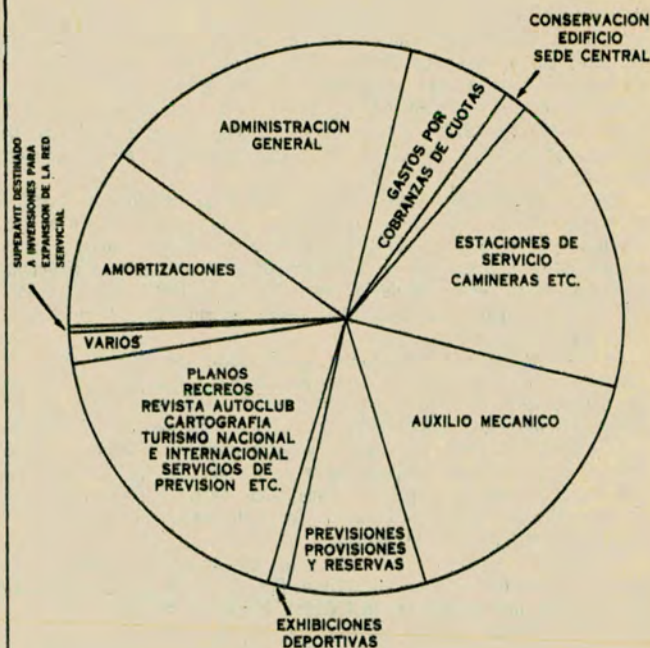 CONSERVACION
EDIFICIO
SEDE CENTRAL
ADMINISTRACION
GENERAL
GASTOS POR
COBRANZAS DE CUOTAS
SUPERAVIT DESTINADO
A INVERSIONES PARA
EXPANSION DE LA RED
SERVICIAL
ESTACIONES DE
SERVICIO
CAMINERAS ETC.
AMORTIZACIONES
VARIOS
PLANOS
RECREOS
REVISTA AUTOCLUB
CARTOGRAFIA
TURISMO NACIONAL
E INTERNACIONAL
SERVICIOS DE
PREVISION ETC.
AUXILIO MECANICO
PREVISIONES
PROVISIONES
Y RESERVAS
EXHIBICIONES
DEPORTIVAS